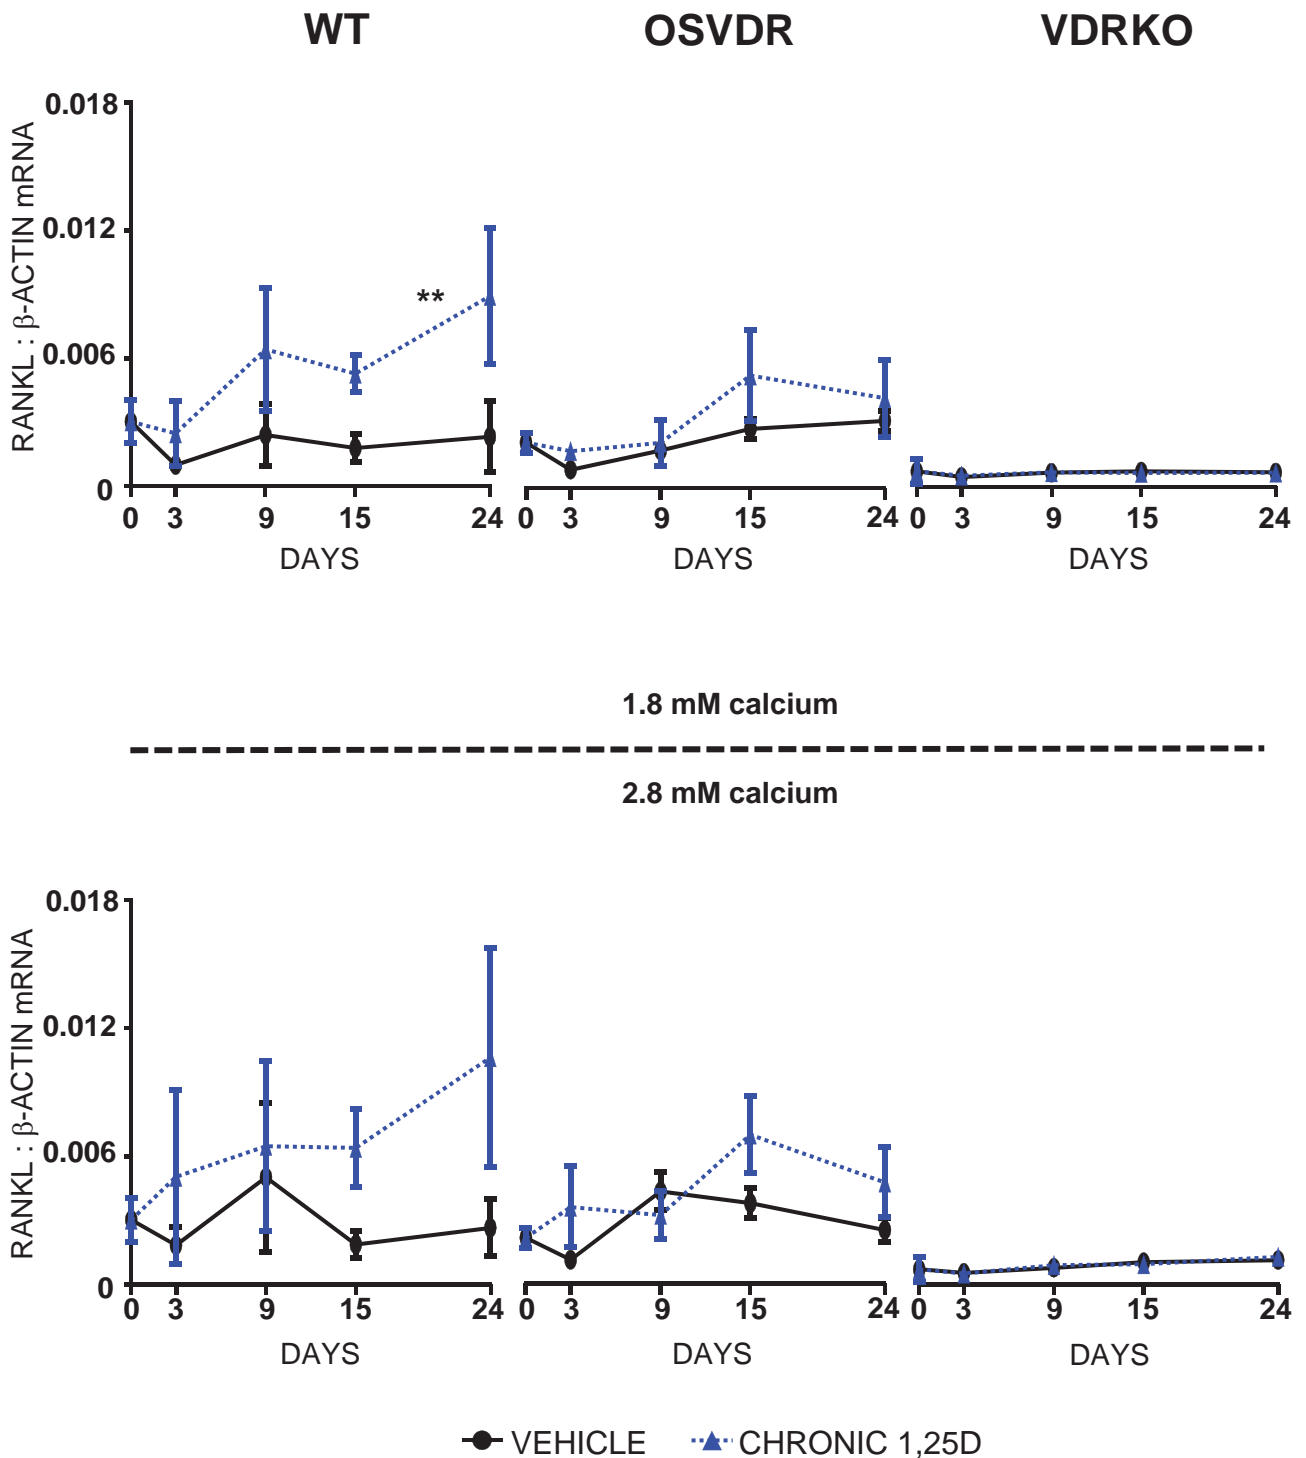 WT OSVDR VDRKO
RANKL : β-ACTIN mRNA
0.018
0.012
0.006
0
**
0 3 9 15 24 0 3 9 15 24 0 3 9 15 24
DAYS DAYS DAYS
1.8 mM calcium
2.8 mM calcium
RANKL : β-ACTIN mRNA
0.018
0.012
0.006
0
0 3 9 15 24 0 3 9 15 24 0 3 9 15 24
DAYS DAYS DAYS
VEHICLE CHRONIC 1,25D